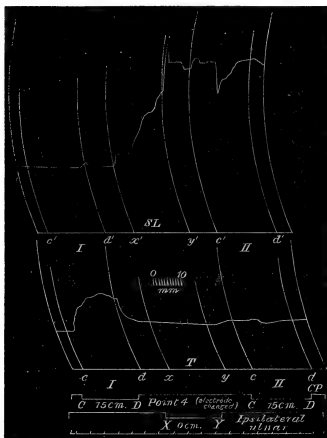 SL
c' I d' x' y' c' II d'
0 10
mm
T
c I d x y c II d
CP
C 75cm. D Point 4 (electrode changed) C 75cm. D
X 0cm. Y Ipsilateral ulnar